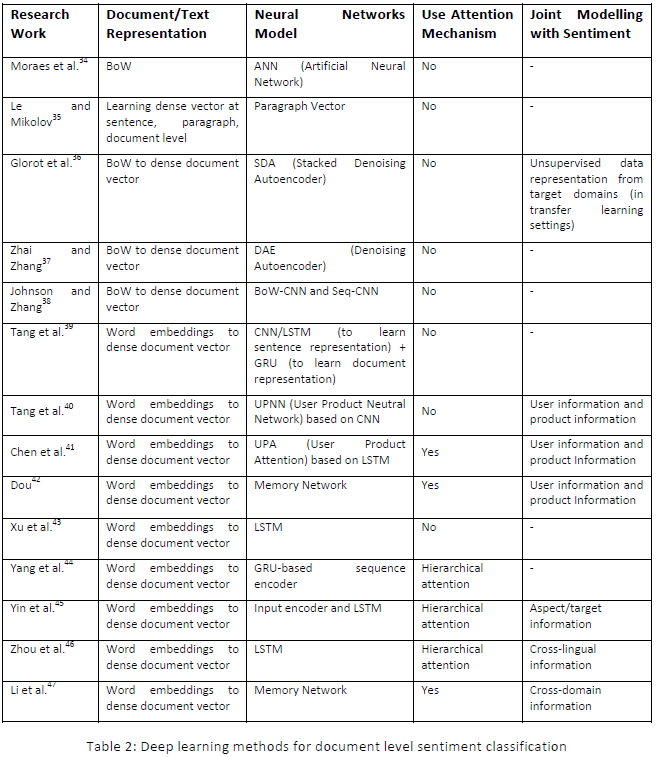 Research Work | Document/Text Representation | Neural Networks Model | Use Attention Mechanism | Joint Modelling with Sentiment
Moraes et al.34 | BoW | ANN (Artificial Neural Network) | No | -
Le and Mikolov35 | Learning dense vector at sentence, paragraph, document level | Paragraph Vector | No | -
Glorot et al.36 | BoW to dense document vector | SDA (Stacked Denoising Autoencoder) | No | Unsupervised data representation from target domains (in transfer learning settings)
Zhai and Zhang37 | BoW to dense document vector | DAE (Denoising Autoencoder) | No | -
Johnson and Zhang38 | BoW to dense document vector | BoW-CNN and Seq-CNN | No | -
Tang et al.39 | Word embeddings to dense document vector | CNN/LSTM (to learn sentence representation) + GRU (to learn document representation) | No | -
Tang et al.40 | Word embeddings to dense document vector | UPNN (User Product Neutral Network) based on CNN | No | User information and product information
Chen et al.41 | Word embeddings to dense document vector | UPA (User Product Attention) based on LSTM | Yes | User information and product Information
Dou42 | Word embeddings to dense document vector | Memory Network | Yes | User information and product Information
Xu et al.43 | Word embeddings to dense document vector | LSTM | No | -
Yang et al.44 | Word embeddings to dense document vector | GRU-based sequence encoder | Hierarchical attention | -
Yin et al.45 | Word embeddings to dense document vector | Input encoder and LSTM | Hierarchical attention | Aspect/target information
Zhou et al.46 | Word embeddings to dense document vector | LSTM | Hierarchical attention | Cross-lingual information
Li et al.47 | Word embeddings to dense document vector | Memory Network | Yes | Cross-domain information
Table 2: Deep learning methods for document level sentiment classification